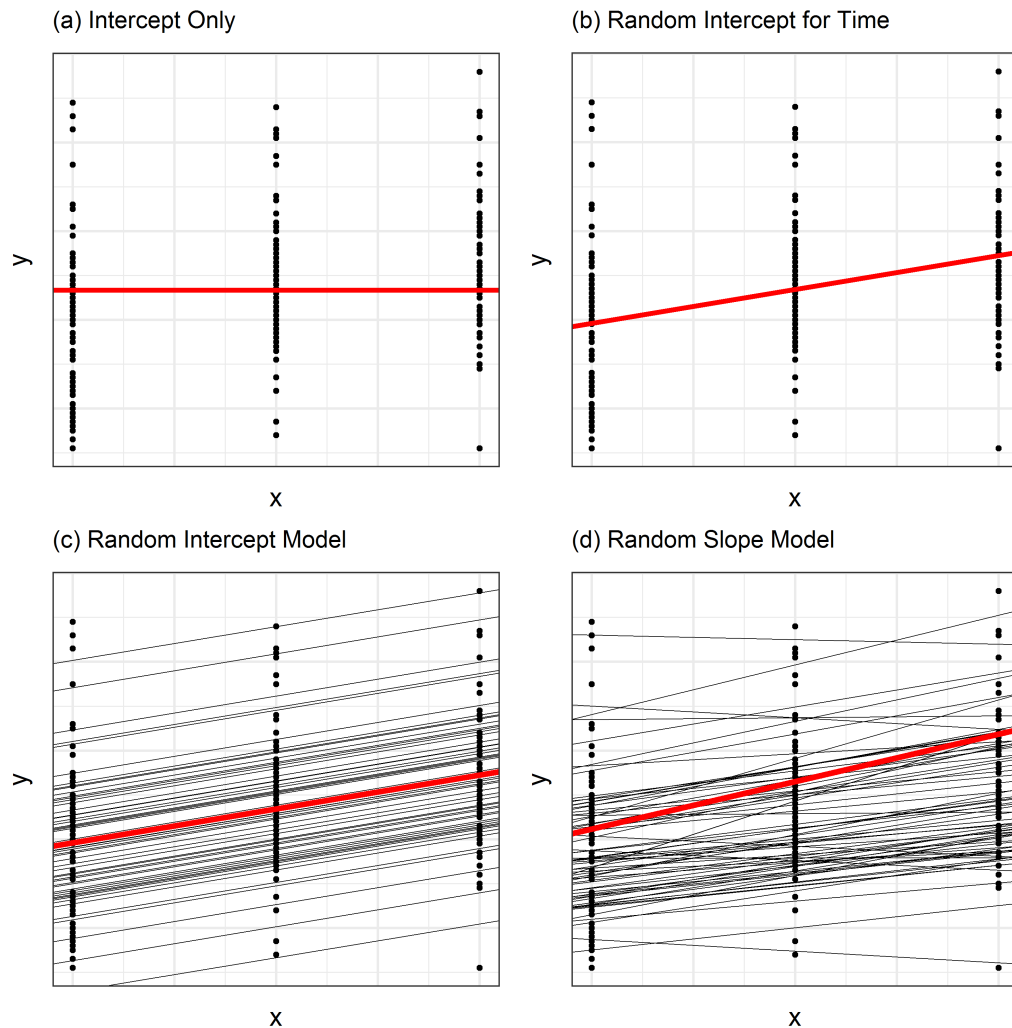 (a) Intercept Only
(b) Random Intercept for Time
y
y
x
x
(c) Random Intercept Model
(d) Random Slope Model
y
y
x
x